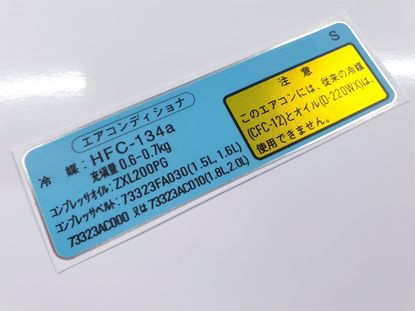 S
エアコンディショナ
冷 媒: HFC-134a
充填量 0.6-0.7kg
コンプレッサオイル: ZXL200PG
コンプレッサベルト: 73323FA030(1.5L, 1.6L)
73323AC000 又は 73323AC010(1.8L,2.0L)
注 意
このエアコンには、従来の冷媒
(CFC-12)とオイル(D-220WX)は、
使用できません。